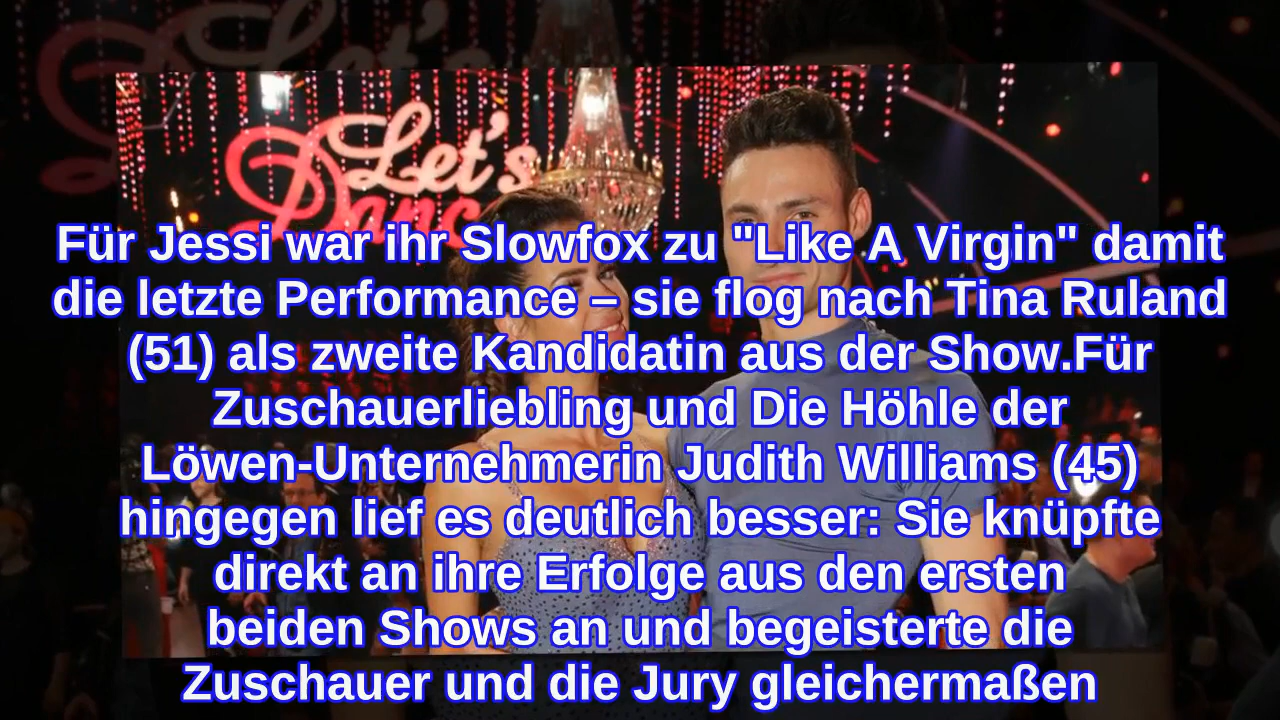 Let's
Let's
Danc
Für Jessi war ihr Slowfox zu "Like A Virgin" damit
die letzte Performance – sie flog nach Tina Ruland
(51) als zweite Kandidatin aus der Show.Für
Zuschauerliebling und Die Höhle der
Löwen-Unternehmerin Judith Williams (45)
hingegen lief es deutlich besser: Sie knüpfte
direkt an ihre Erfolge aus den ersten
beiden Shows an und begeisterte die
Zuschauer und die Jury gleichermaßen